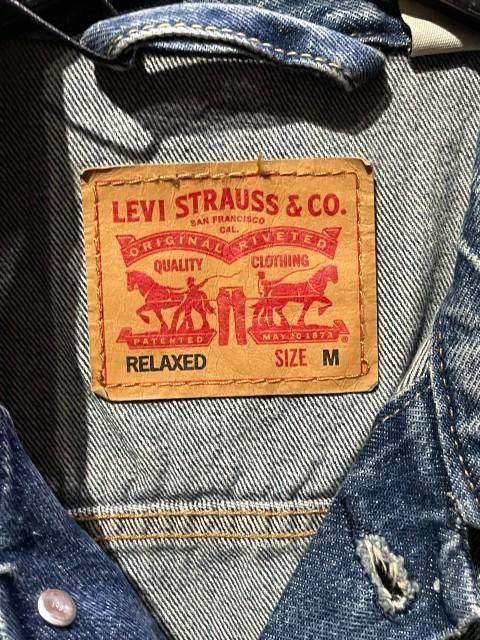 LEVI STRAUSS & CO.
SAN FRANCISCO
CAL.
ORIGINAL RIVETED
QUALITY CLOTHING
PATENTED MAY 20 1873 ®
RELAXED SIZE M